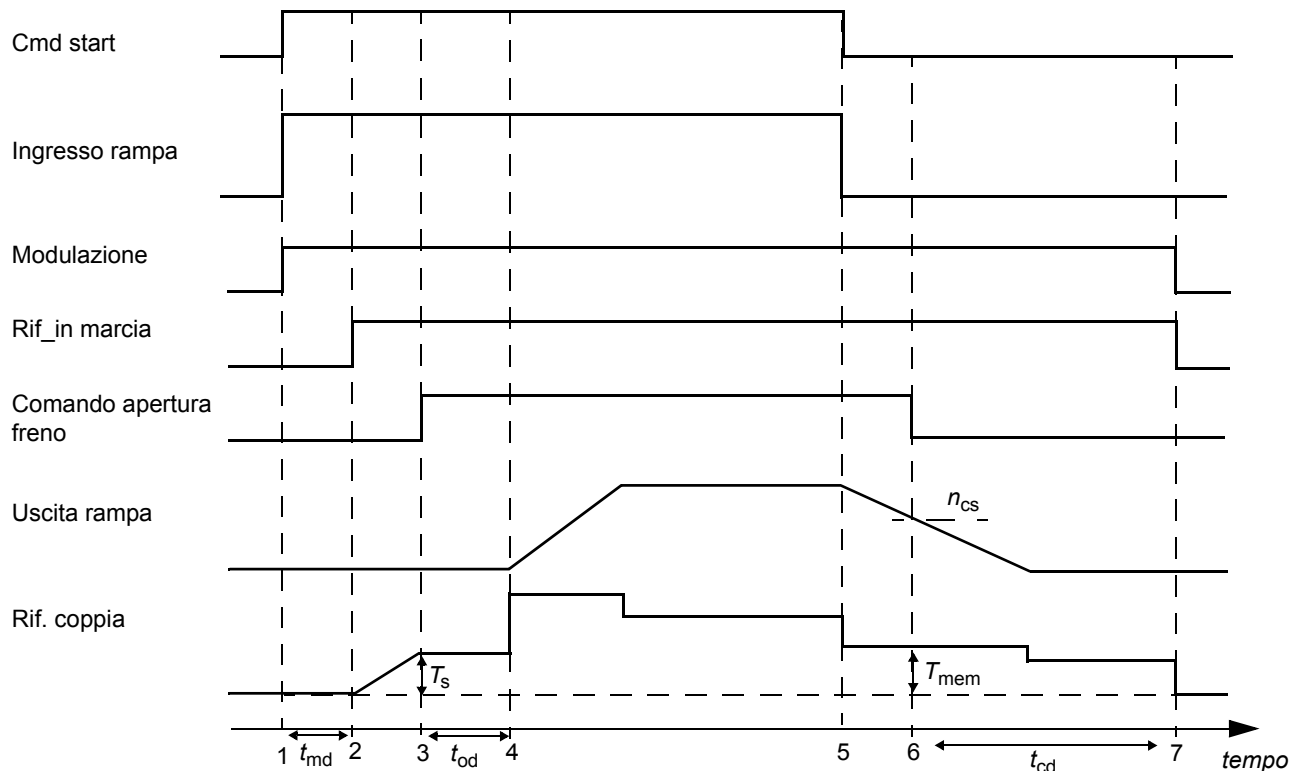 Cmd start
Ingresso rampa
Modulazione
Rif_in marcia
Comando apertura
freno
Uscita rampa
n_cs
Rif. coppia
T_s
T_mem
1
t_md
2
3
t_od
4
5
6
t_cd
7
tempo